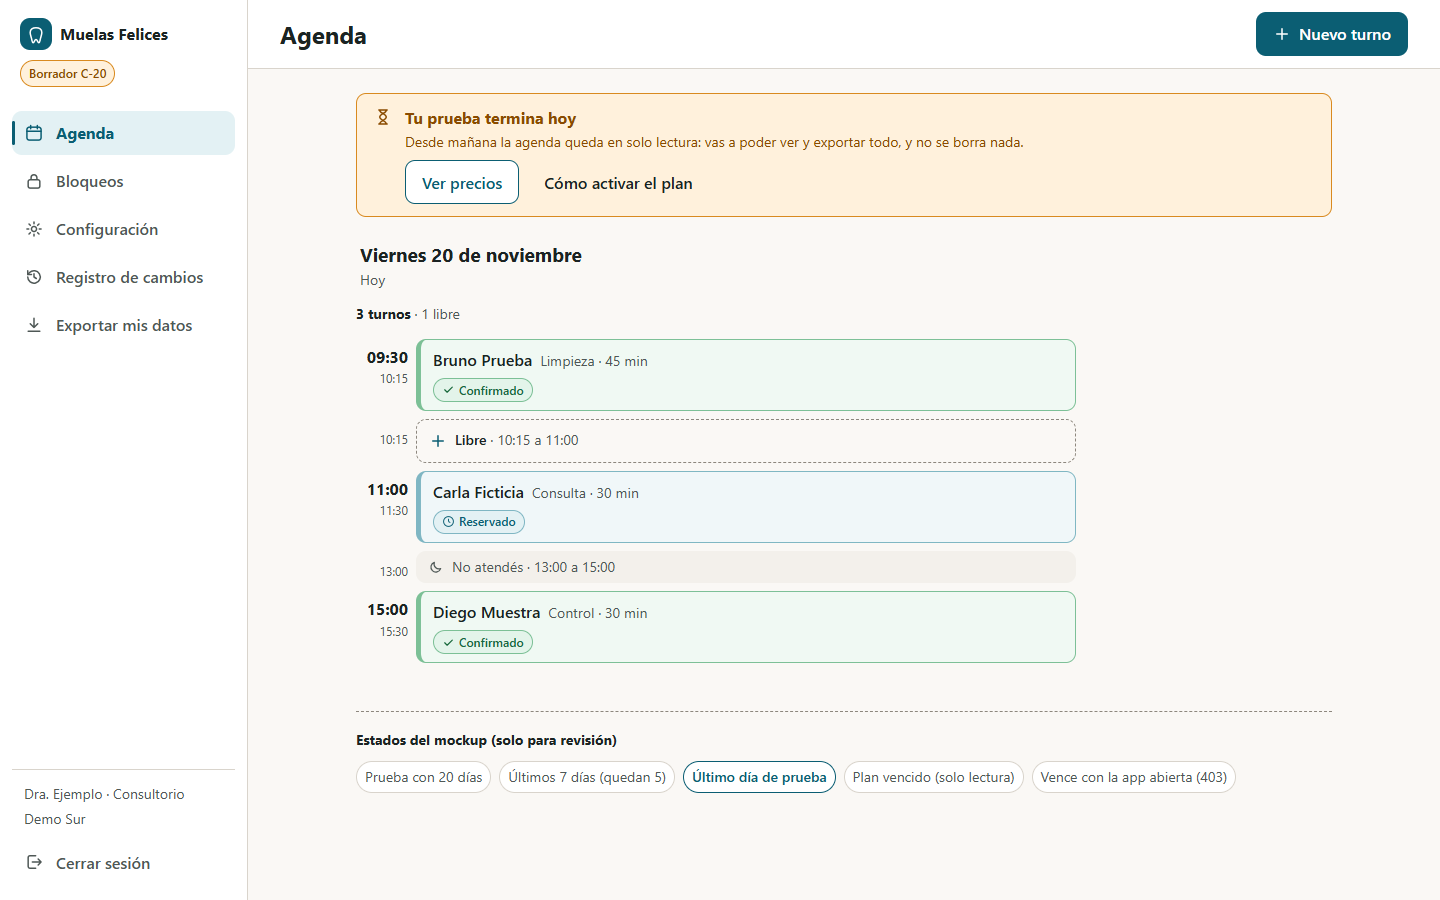 Muelas Felices
Borrador C-20
Agenda
Bloqueos
Configuración
Registro de cambios
Exportar mis datos
Dra. Ejemplo · Consultorio
Demo Sur
Cerrar sesión
Agenda
Nuevo turno
Tu prueba termina hoy
Desde mañana la agenda queda en solo lectura: vas a poder ver y exportar todo, y no se borra nada.
Ver precios
Cómo activar el plan
Viernes 20 de noviembre
Hoy
3 turnos · 1 libre
09:30
10:15
Bruno Prueba Limpieza · 45 min
Confirmado
10:15
Libre · 10:15 a 11:00
11:00
11:30
Carla Ficticia Consulta · 30 min
Reservado
13:00
No atendés · 13:00 a 15:00
15:00
15:30
Diego Muestra Control · 30 min
Confirmado
Estados del mockup (solo para revisión)
Prueba con 20 días
Últimos 7 días (quedan 5)
Último día de prueba
Plan vencido (solo lectura)
Vence con la app abierta (403)